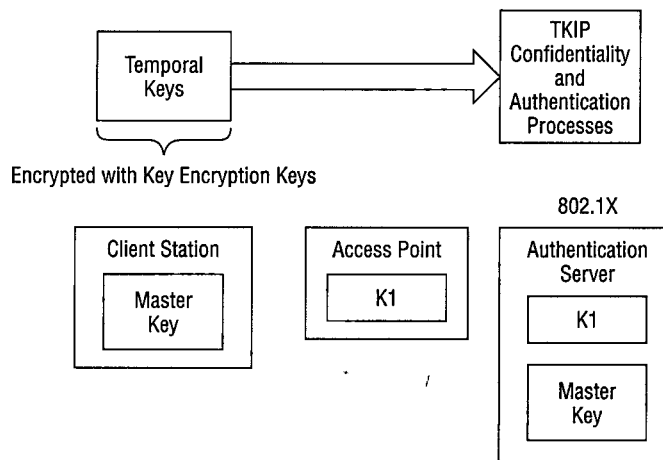 Temporal
Keys
TKIP
Confidentiality
and
Authentication
Processes
Encrypted with Key Encryption Keys
802.1X
Client Station
Master
Key
Access Point
K1
Authentication
Server
K1
Master
Key